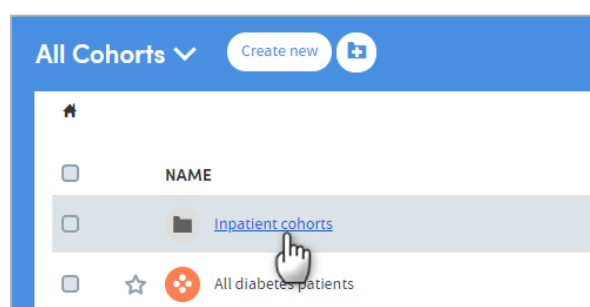 All Cohorts
Create new
NAME
Inpatient cohorts
All diabetes patients